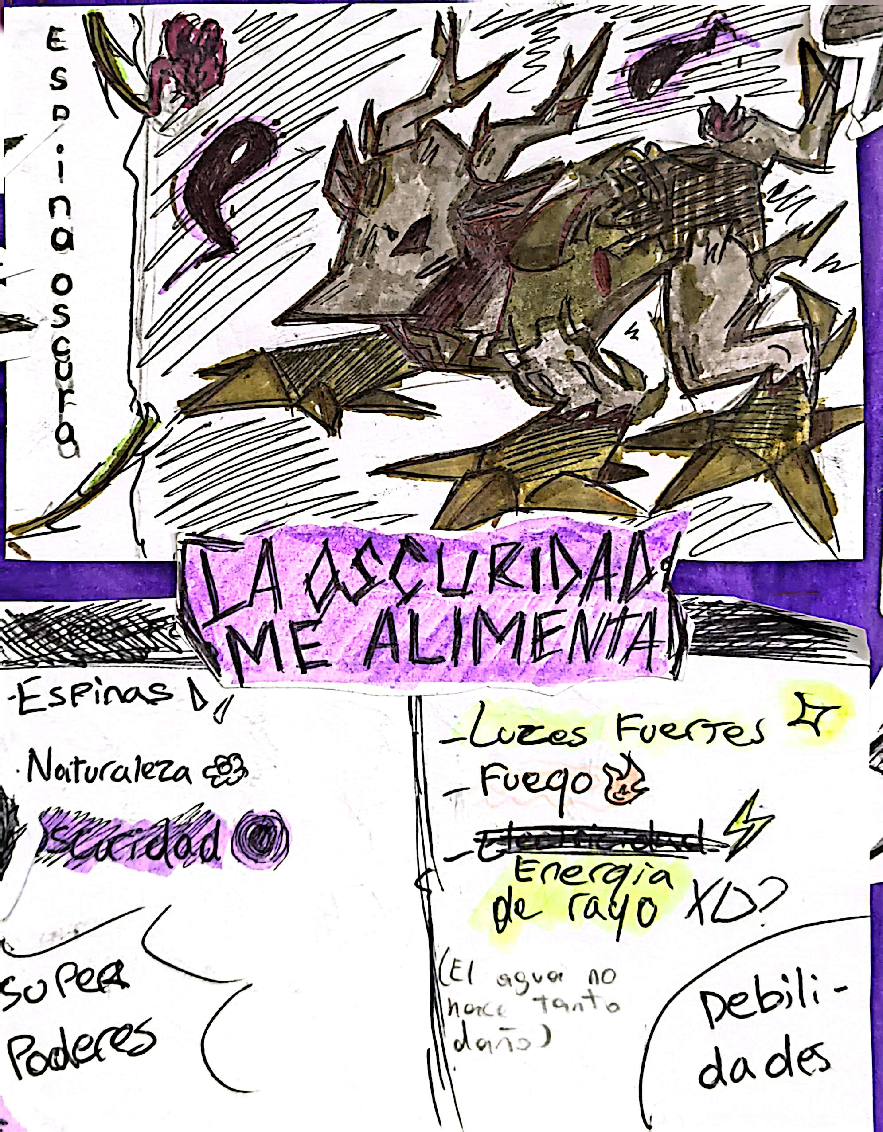 Espina oscura
LA OSCURIDAD
ME ALIMENTA
-Espinas
·Naturaleza
oscuridad
super
Poderes
-Luzes Fuertes
-Fuego
-Electricidad
Energia
de rayo XD?
(El agua no
hace tanto
daño)
Debili-
dades